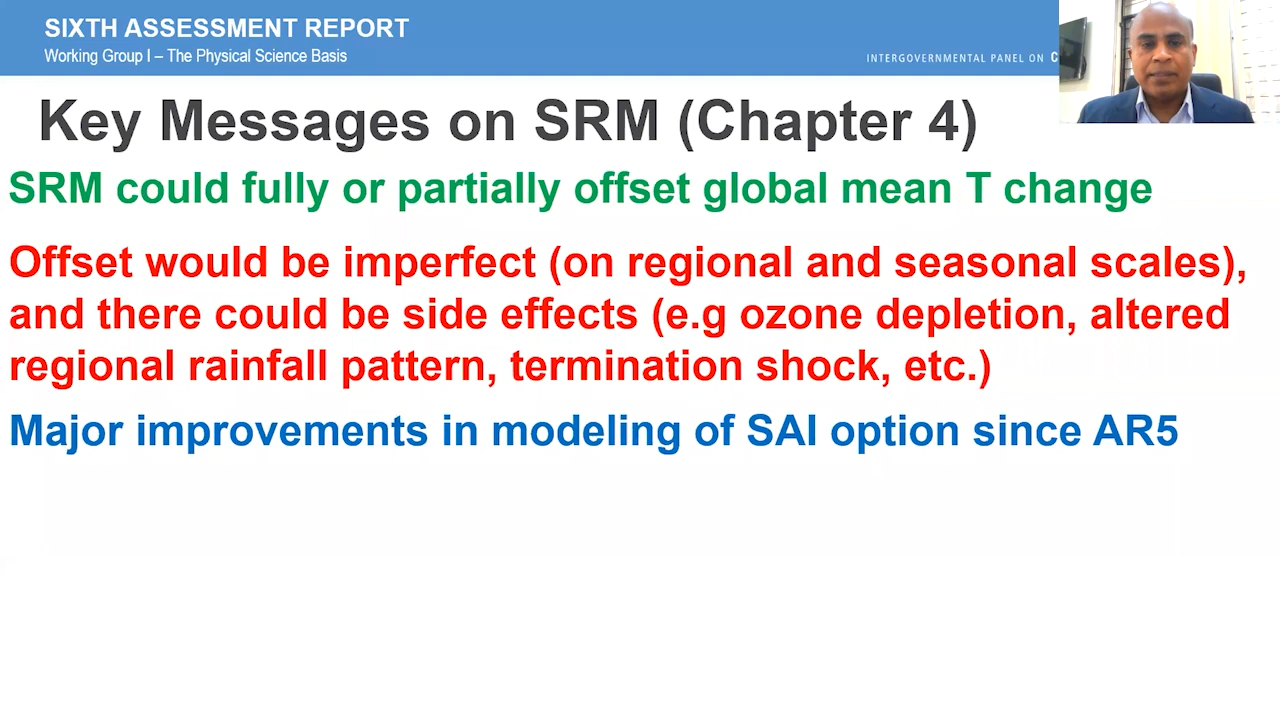 SIXTH ASSESSMENT REPORT
Working Group I – The Physical Science Basis
INTERGOVERNMENTAL PANEL ON
Key Messages on SRM (Chapter 4)
SRM could fully or partially offset global mean T change
Offset would be imperfect (on regional and seasonal scales),
and there could be side effects (e.g ozone depletion, altered
regional rainfall pattern, termination shock, etc.)
Major improvements in modeling of SAI option since AR5